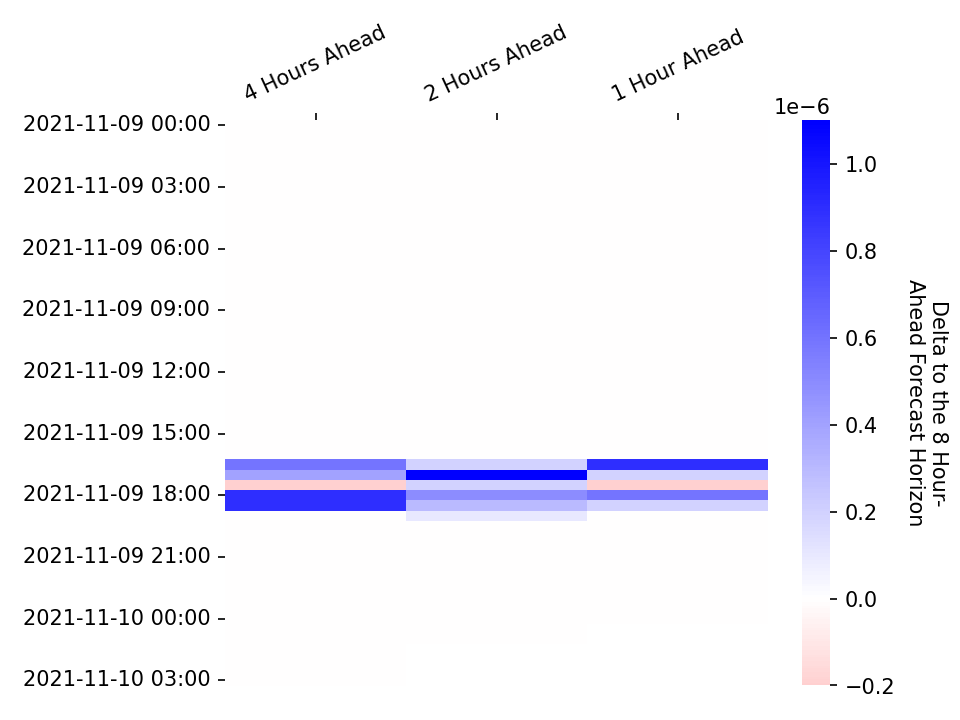 4 Hours Ahead
2 Hours Ahead
1 Hour Ahead
1e−6
2021-11-09 00:00
2021-11-09 03:00
2021-11-09 06:00
2021-11-09 09:00
2021-11-09 12:00
2021-11-09 15:00
2021-11-09 18:00
2021-11-09 21:00
2021-11-10 00:00
2021-11-10 03:00
1.0
0.8
0.6
0.4
0.2
0.0
−0.2
Delta to the 8 Hour-
Ahead Forecast Horizon